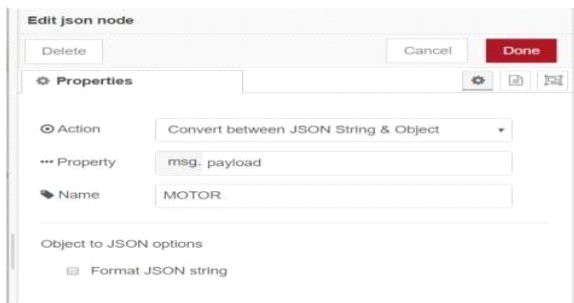 Edit json node
Delete Cancel Done
Properties
Action Convert between JSON String & Object
Property msg. payload
Name MOTOR
Object to JSON options
Format JSON string